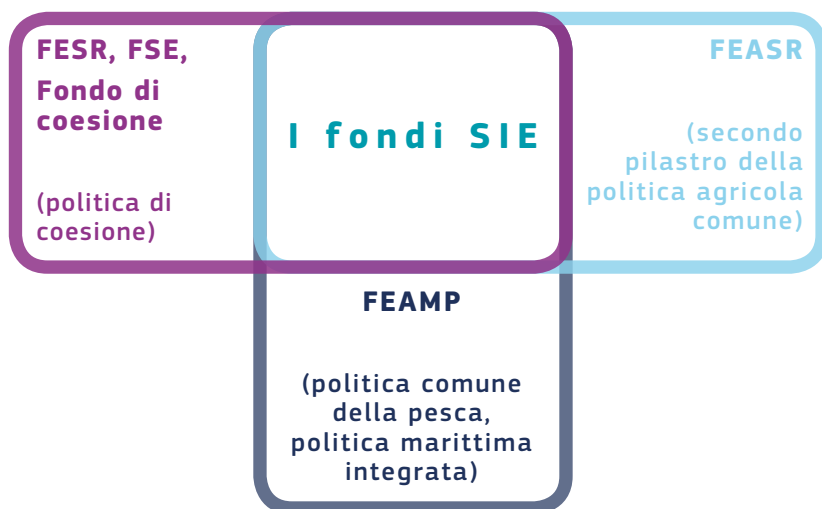 FESR, FSE,
Fondo di
coesione
(politica di
coesione)
I fondi SIE
FEASR
(secondo
pilastro della
politica agricola
comune)
FEAMP
(politica comune
della pesca,
politica marittima
integrata)